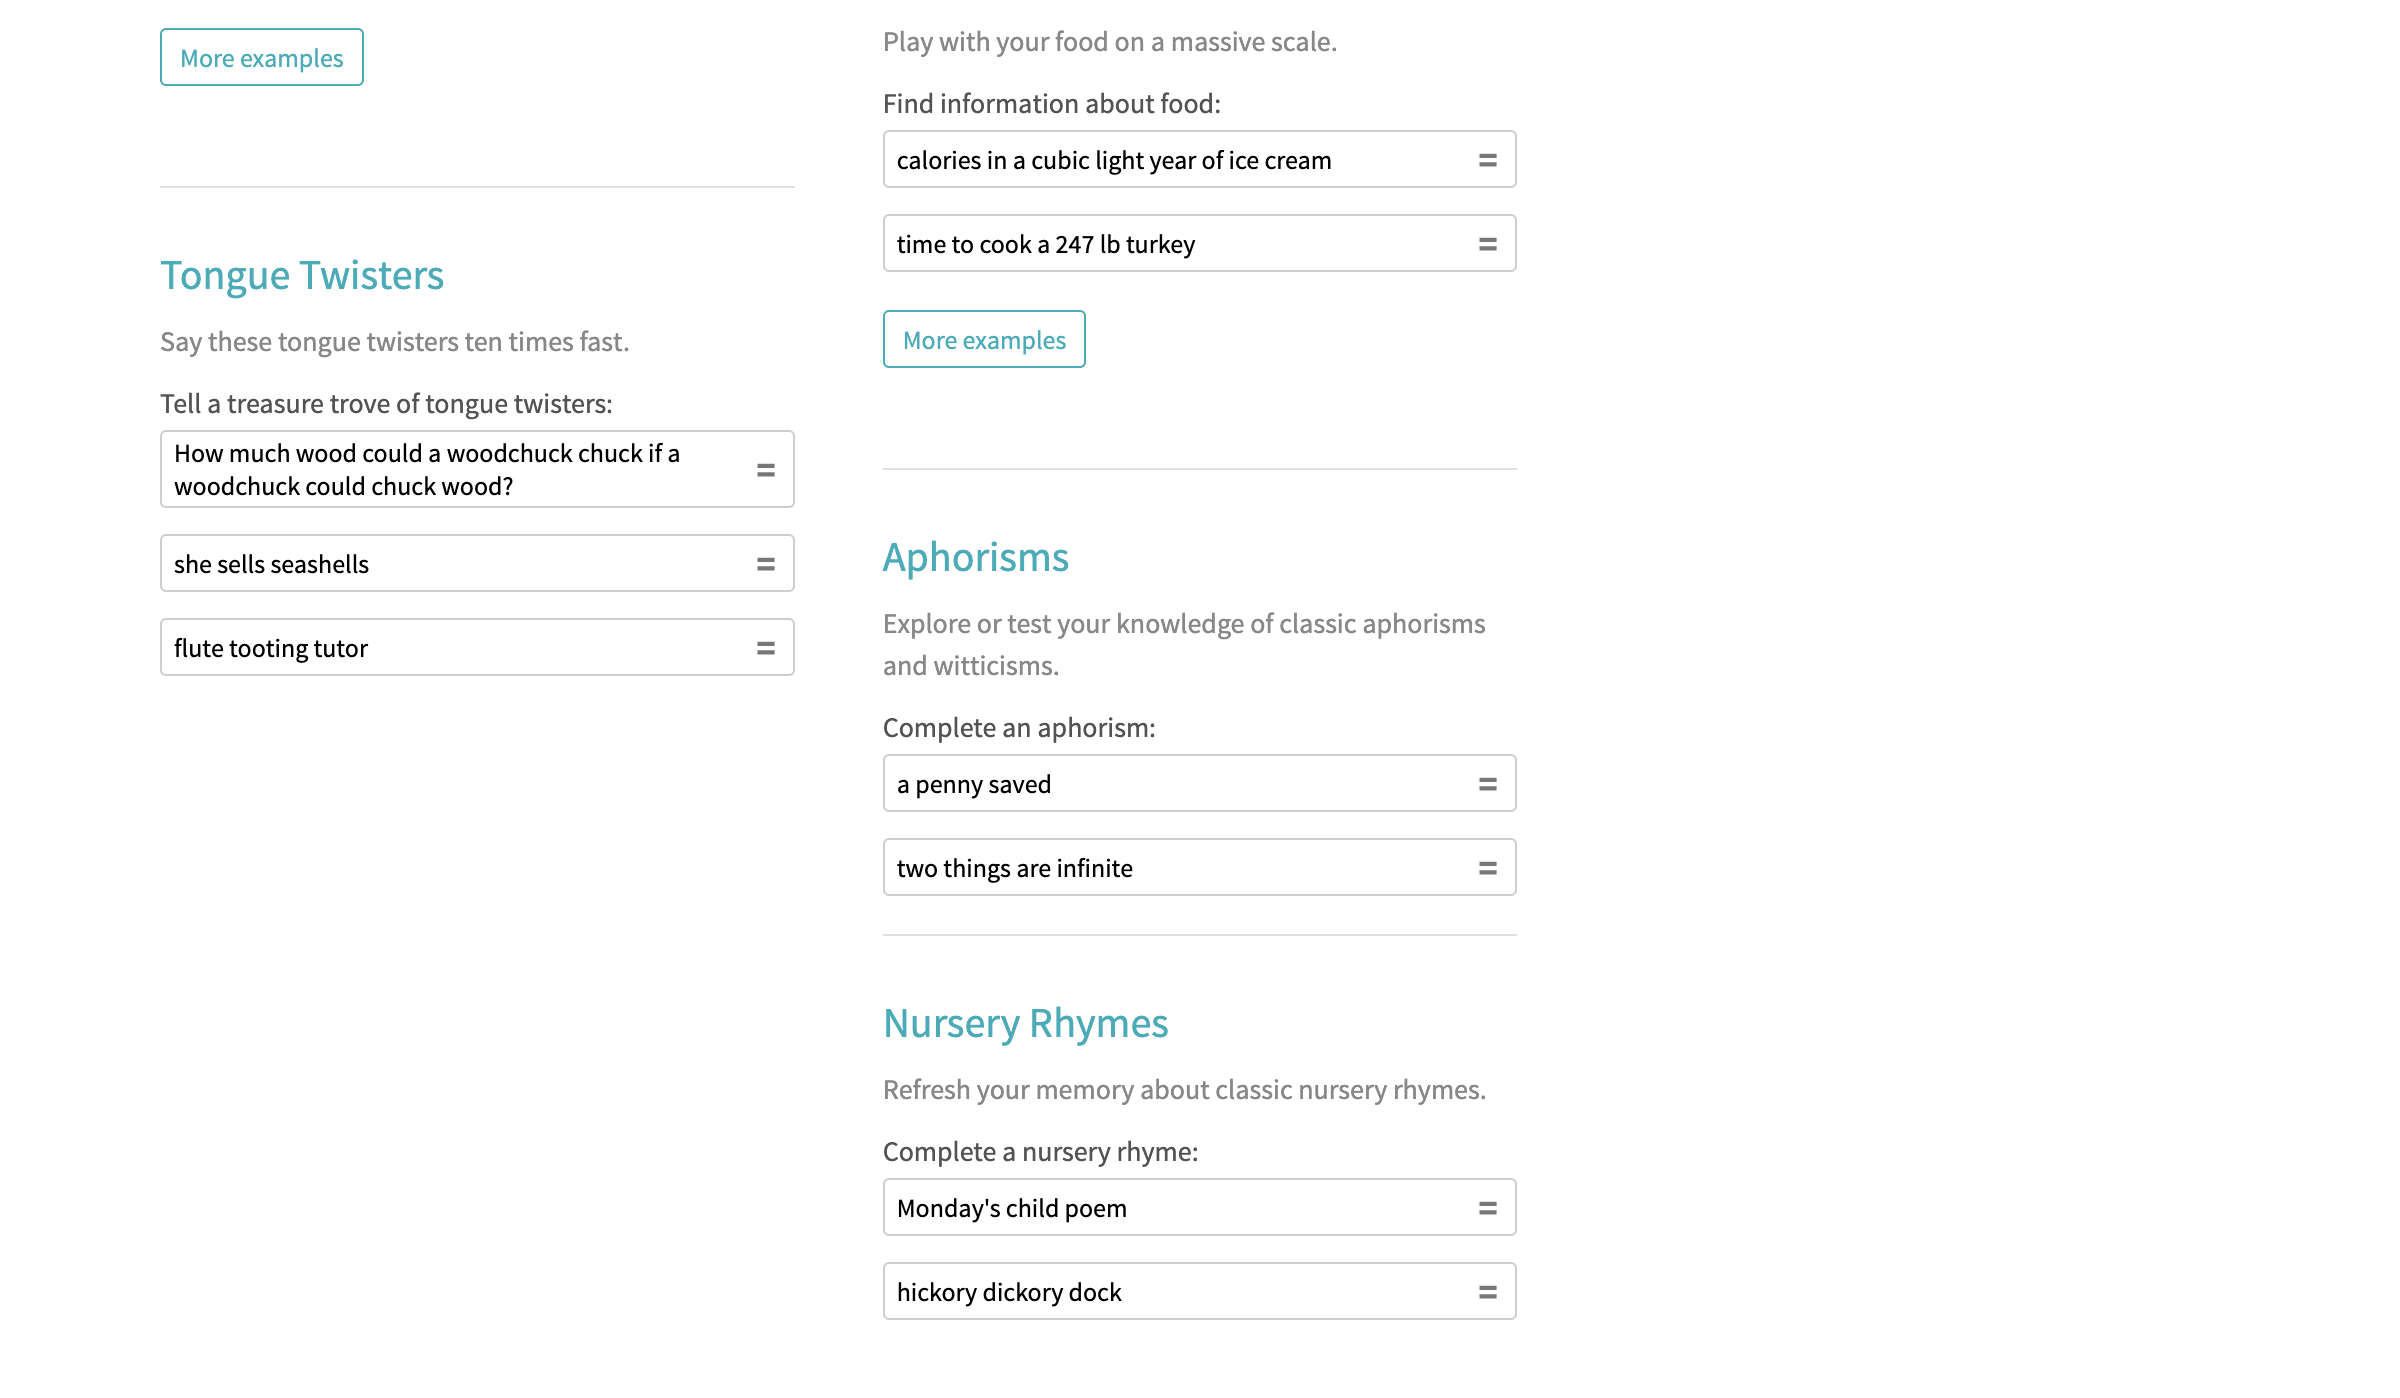 More examples
Tongue Twisters
Say these tongue twisters ten times fast.
Tell a treasure trove of tongue twisters:
How much wood could a woodchuck chuck if a
woodchuck could chuck wood?
=
she sells seashells
=
flute tooting tutor
=
Play with your food on a massive scale.
Find information about food:
calories in a cubic light year of ice cream
=
time to cook a 247 lb turkey
=
More examples
Aphorisms
Explore or test your knowledge of classic aphorisms
and witticisms.
Complete an aphorism:
a penny saved
=
two things are infinite
=
Nursery Rhymes
Refresh your memory about classic nursery rhymes.
Complete a nursery rhyme:
Monday's child poem
=
hickory dickory dock
=